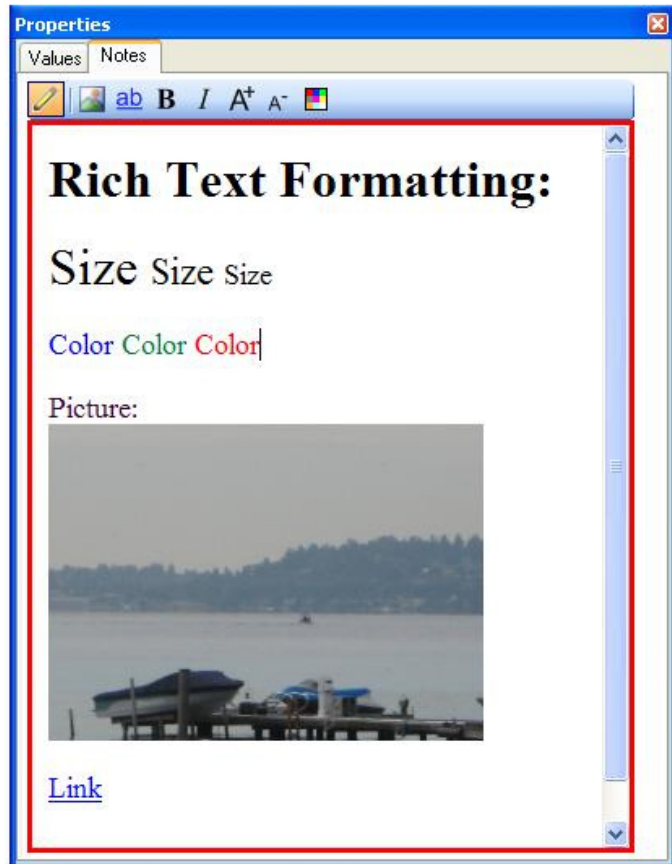 Properties
Values Notes
ab B I A+ A-
Rich Text Formatting:
Size Size Size
Color Color Color
Picture:
Link